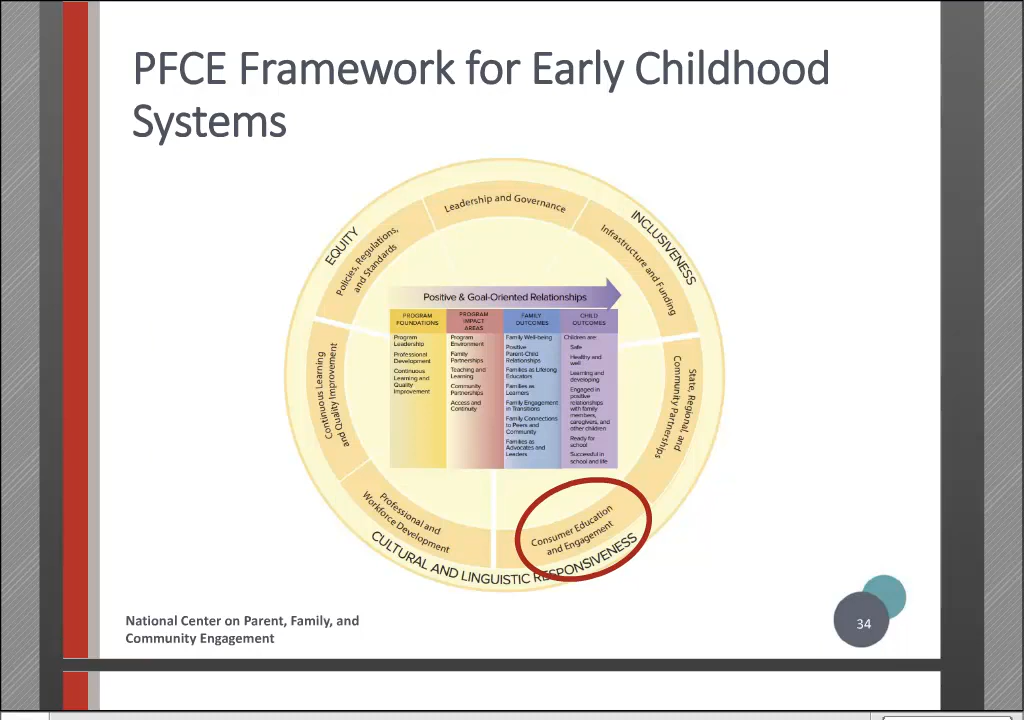 PFCE Framework for Early Childhood
Systems
EQUITY
INCLUSIVENESS
CULTURAL AND LINGUISTIC RESPONSIVENESS
Leadership and Governance
Infrastructure and Funding
State, Regional, and
Community Partnerships
Consumer Education
and Engagement
Professional and
Workforce Development
Continuous Learning
and Quality Improvement
Policies, Regulations,
and Standards
Positive & Goal-Oriented Relationships
PROGRAM
FOUNDATIONS
Program
Leadership
Professional
Development
Continuous
Learning and
Quality
Improvement
PROGRAM
IMPACT
AREAS
Program
Environment
Family
Partnerships
Teaching and
Learning
Community
Partnerships
Access and
Continuity
FAMILY
OUTCOMES
Family Well-being
Positive
Parent-Child
Relationships
Families as Lifelong
Educators
Families as
Learners
Family Engagement
in Transitions
Family Connections
to Peers and
Community
Families as
Advocates and
Leaders
CHILD
OUTCOMES
Children are:
Safe
Healthy and
well
Learning and
developing
Engaged in
positive
relationships
with family
members,
caregivers, and
other children
Ready for
school
Successful in
school and life
National Center on Parent, Family, and
Community Engagement
34